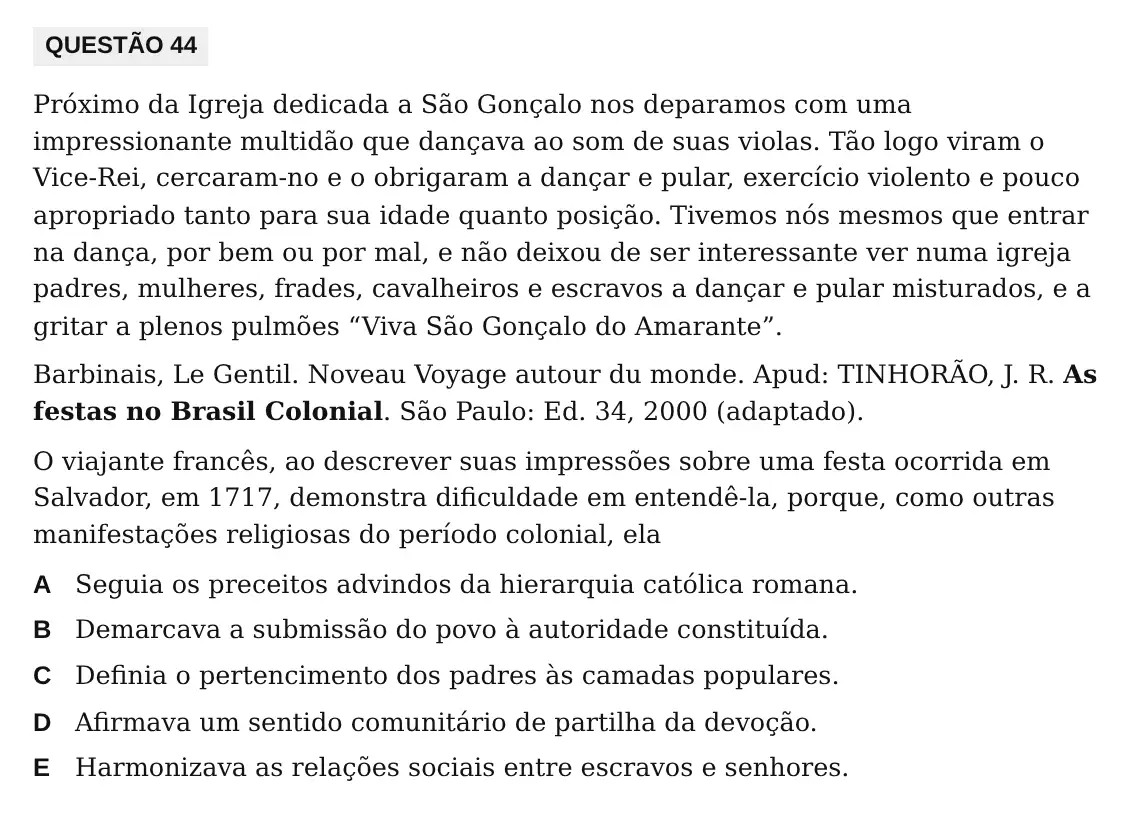 QUESTÃO 44
Próximo da Igreja dedicada a São Gonçalo nos deparamos com uma
impressionante multidão que dançava ao som de suas violas. Tão logo viram o
Vice-Rei, cercaram-no e o obrigaram a dançar e pular, exercício violento e pouco
apropriado tanto para sua idade quanto posição. Tivemos nós mesmos que entrar
na dança, por bem ou por mal, e não deixou de ser interessante ver numa igreja
padres, mulheres, frades, cavalheiros e escravos a dançar e pular misturados, e a
gritar a plenos pulmões “Viva São Gonçalo do Amarante”.
Barbinais, Le Gentil. Noveau Voyage autour du monde. Apud: TINHORÃO, J. R. As
festas no Brasil Colonial. São Paulo: Ed. 34, 2000 (adaptado).
O viajante francês, ao descrever suas impressões sobre uma festa ocorrida em
Salvador, em 1717, demonstra dificuldade em entendê-la, porque, como outras
manifestações religiosas do período colonial, ela
A Seguia os preceitos advindos da hierarquia católica romana.
B Demarcava a submissão do povo à autoridade constituída.
C Definia o pertencimento dos padres às camadas populares.
D Afirmava um sentido comunitário de partilha da devoção.
E Harmonizava as relações sociais entre escravos e senhores.